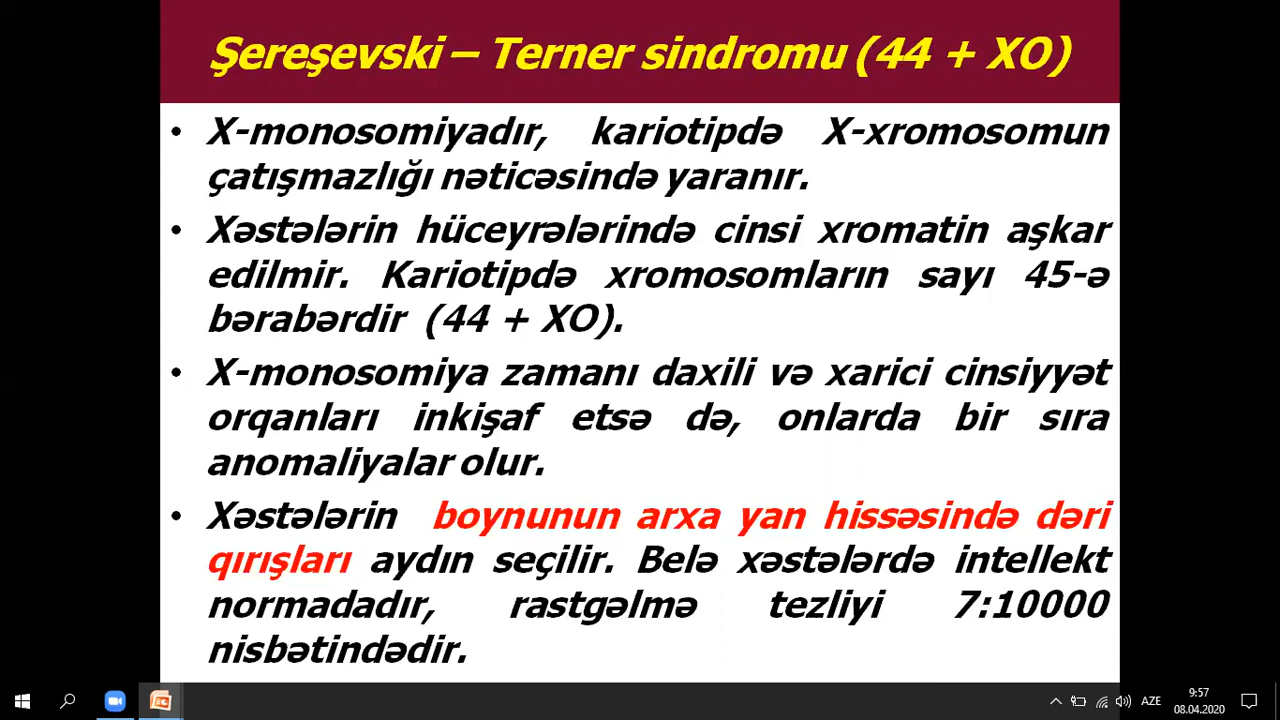 Şereşevski – Terner sindromu (44 + XO)
• X-monosomiyadır, kariotipdə X-xromosomun
çatışmazlığı nəticəsində yaranır.
• Xəstələrin hüceyrələrində cinsi xromatin aşkar
edilmir. Kariotipdə xromosomların sayı 45-ə
bərabərdir (44 + XO).
• X-monosomiya zamanı daxili və xarici cinsiyyət
orqanları inkişaf etsə də, onlarda bir sıra
anomaliyalar olur.
• Xəstələrin boynunun arxa yan hissəsində dəri
qırışları aydın seçilir. Belə xəstələrdə intellekt
normadadır, rastgəlmə tezliyi 7:10000
nisbətindədir.
AZE
9:57
08.04.2020